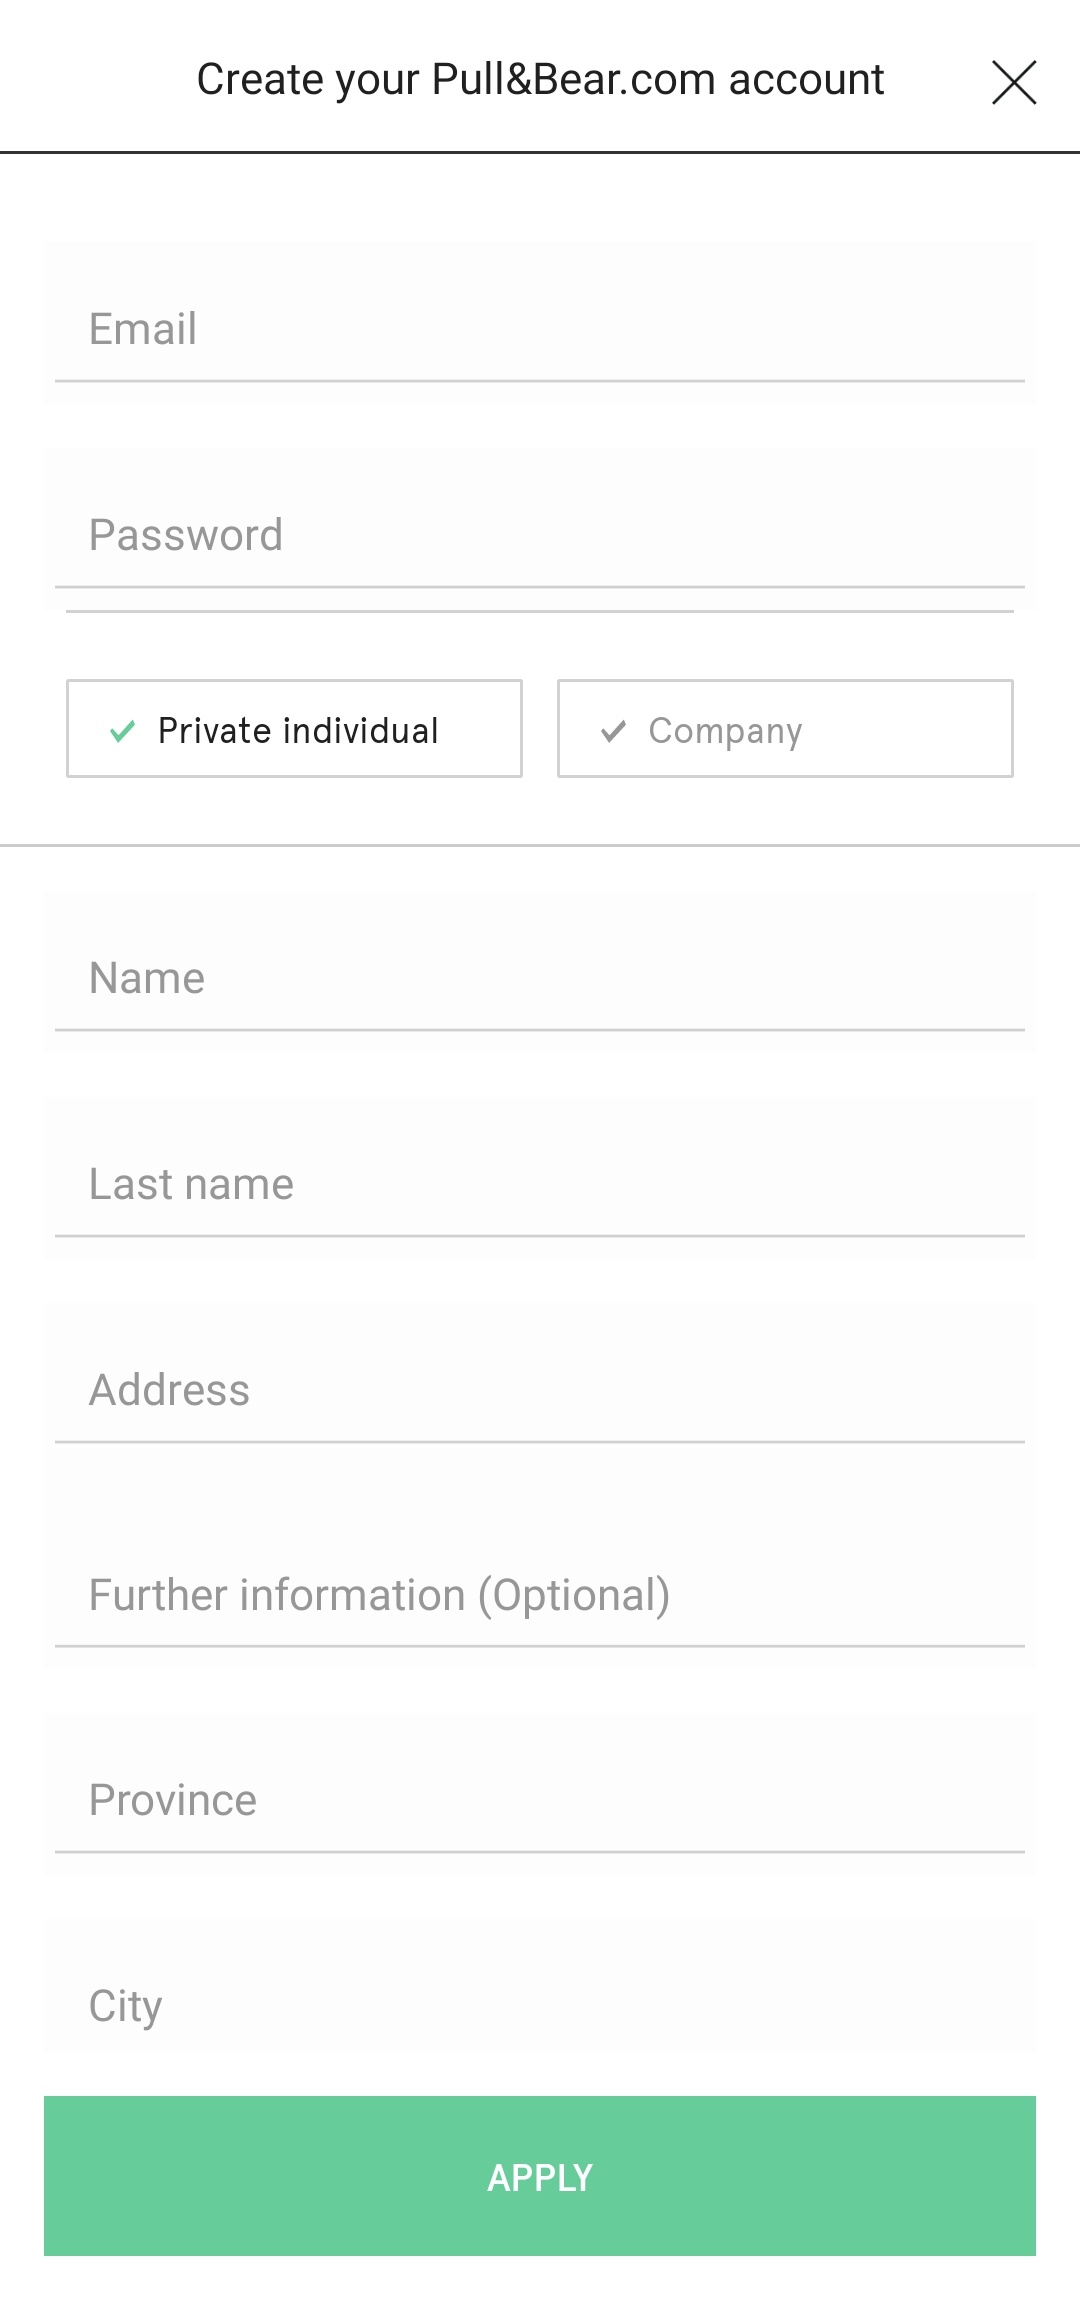 Create your Pull&Bear.com account
Email
Password
Private individual
Company
Name
Last name
Address
Further information (Optional)
Province
City
APPLY